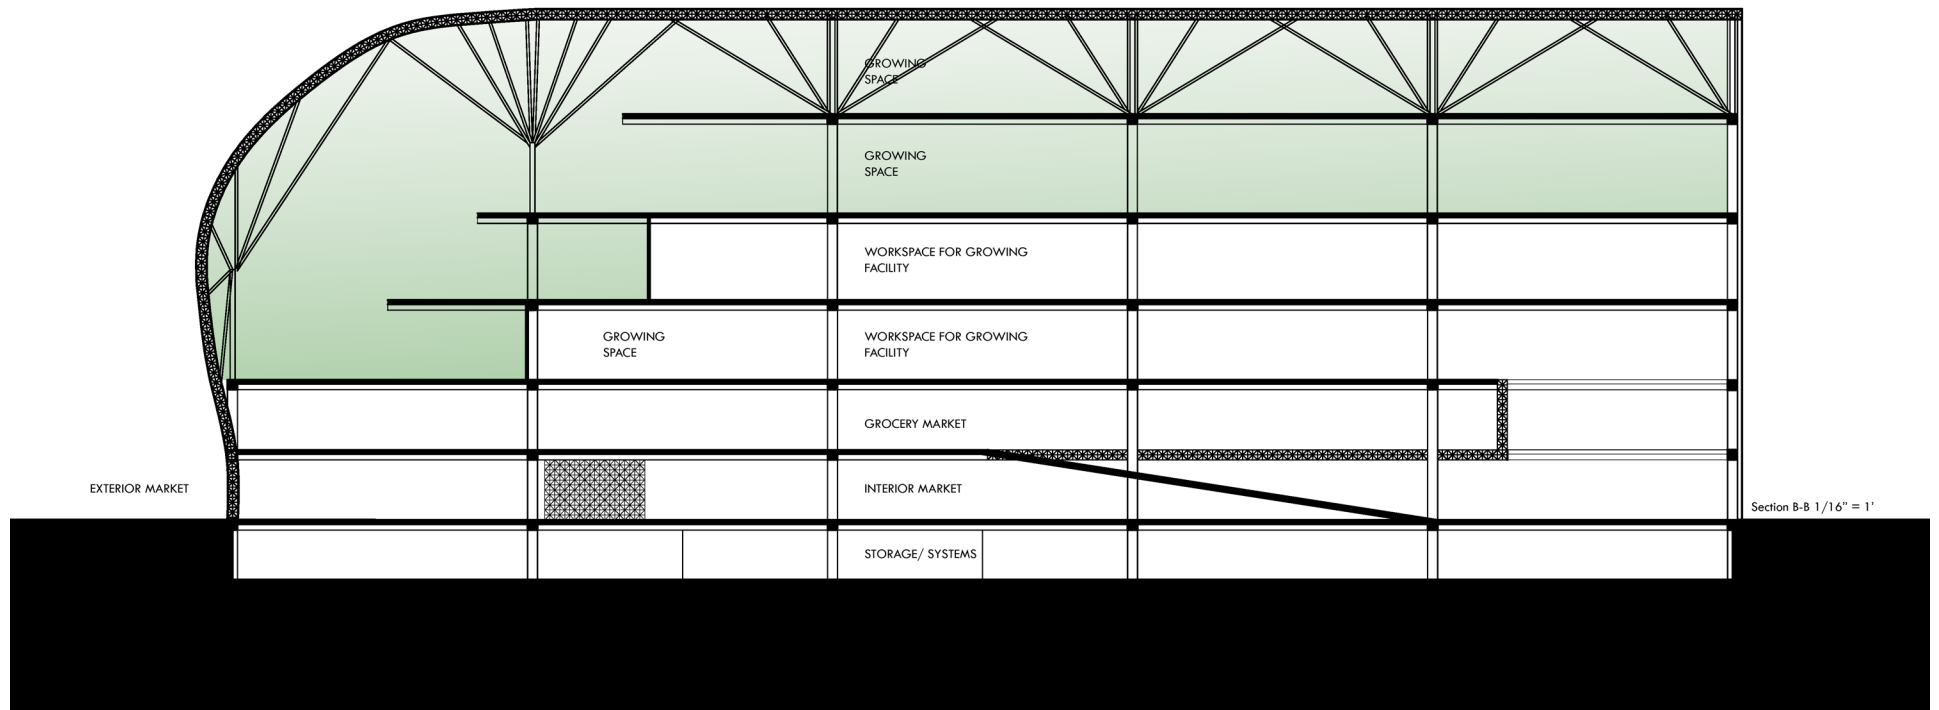 GROWING
SPACE
GROWING
SPACE
WORKSPACE FOR GROWING
FACILITY
GROWING
SPACE
WORKSPACE FOR GROWING
FACILITY
GROCERY MARKET
EXTERIOR MARKET
INTERIOR MARKET
Section B-B 1/16" = 1'
STORAGE/ SYSTEMS